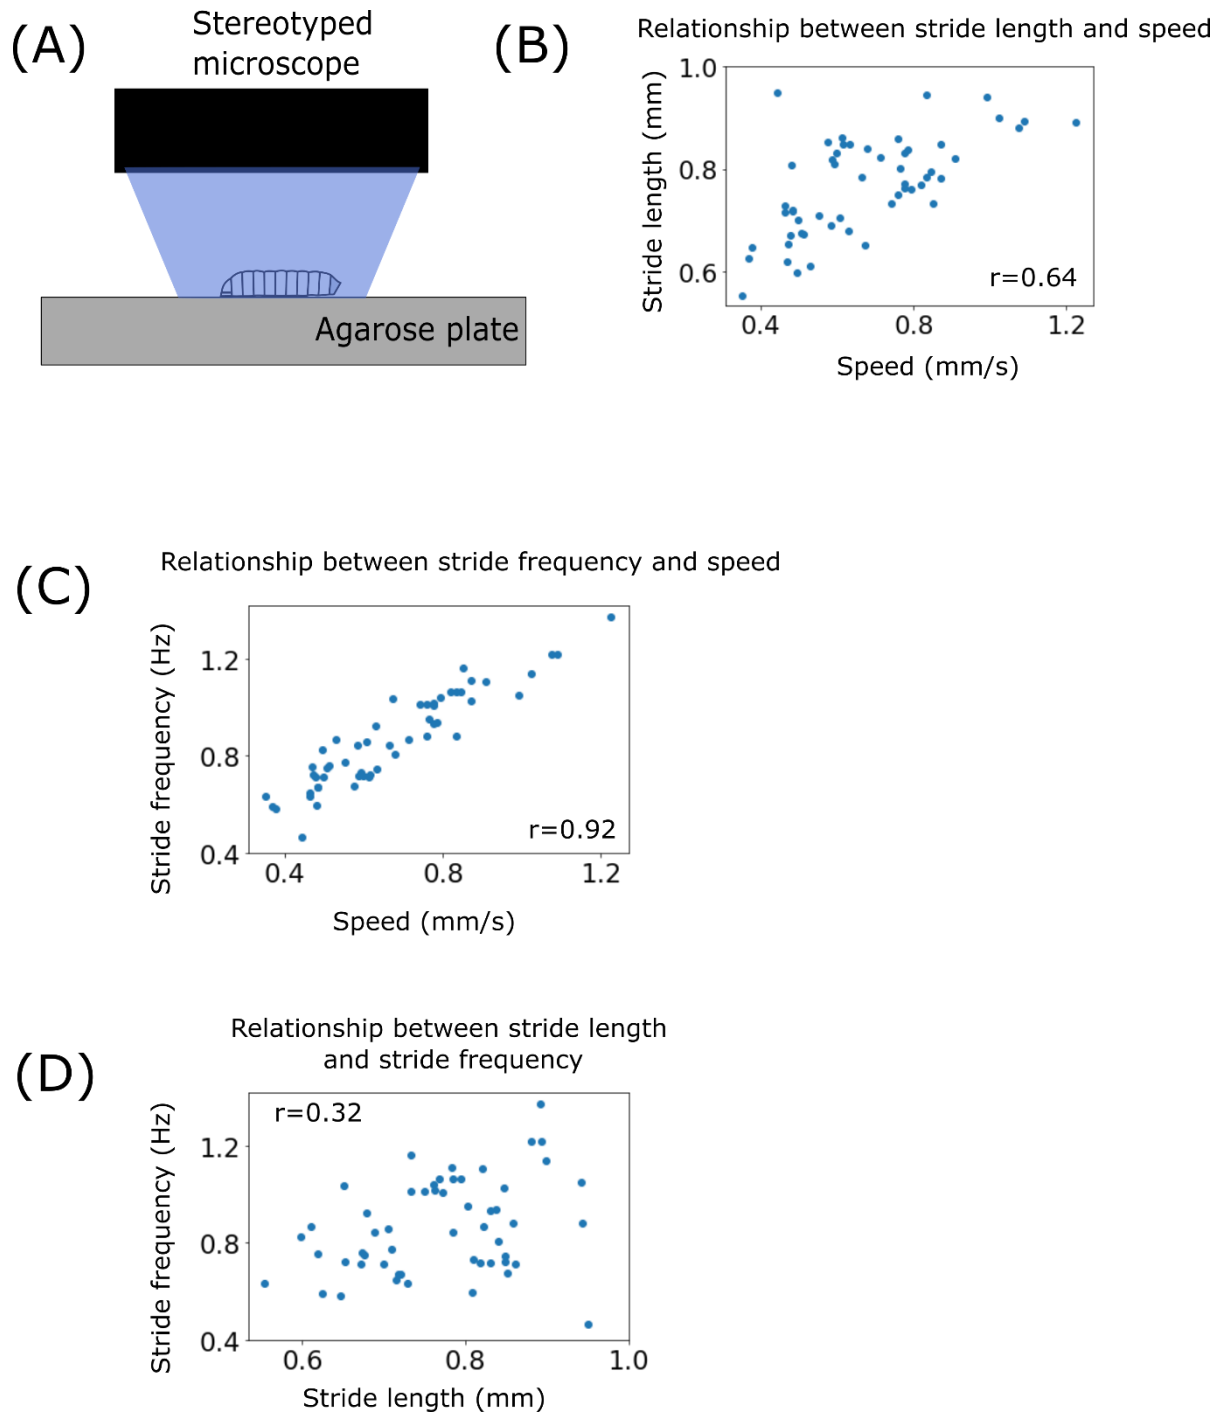 (A)
Stereotyped
microscope
Agarose plate
(B)
Relationship between stride length and speed
Stride length (mm)
1.0
0.8
0.6
r=0.64
0.4
0.8
1.2
Speed (mm/s)
(C)
Relationship between stride frequency and speed
Stride frequency (Hz)
1.2
0.8
0.4
r=0.92
0.4
0.8
1.2
Speed (mm/s)
(D)
Relationship between stride length
and stride frequency
Stride frequency (Hz)
r=0.32
1.2
0.8
0.4
0.6
0.8
1.0
Stride length (mm)